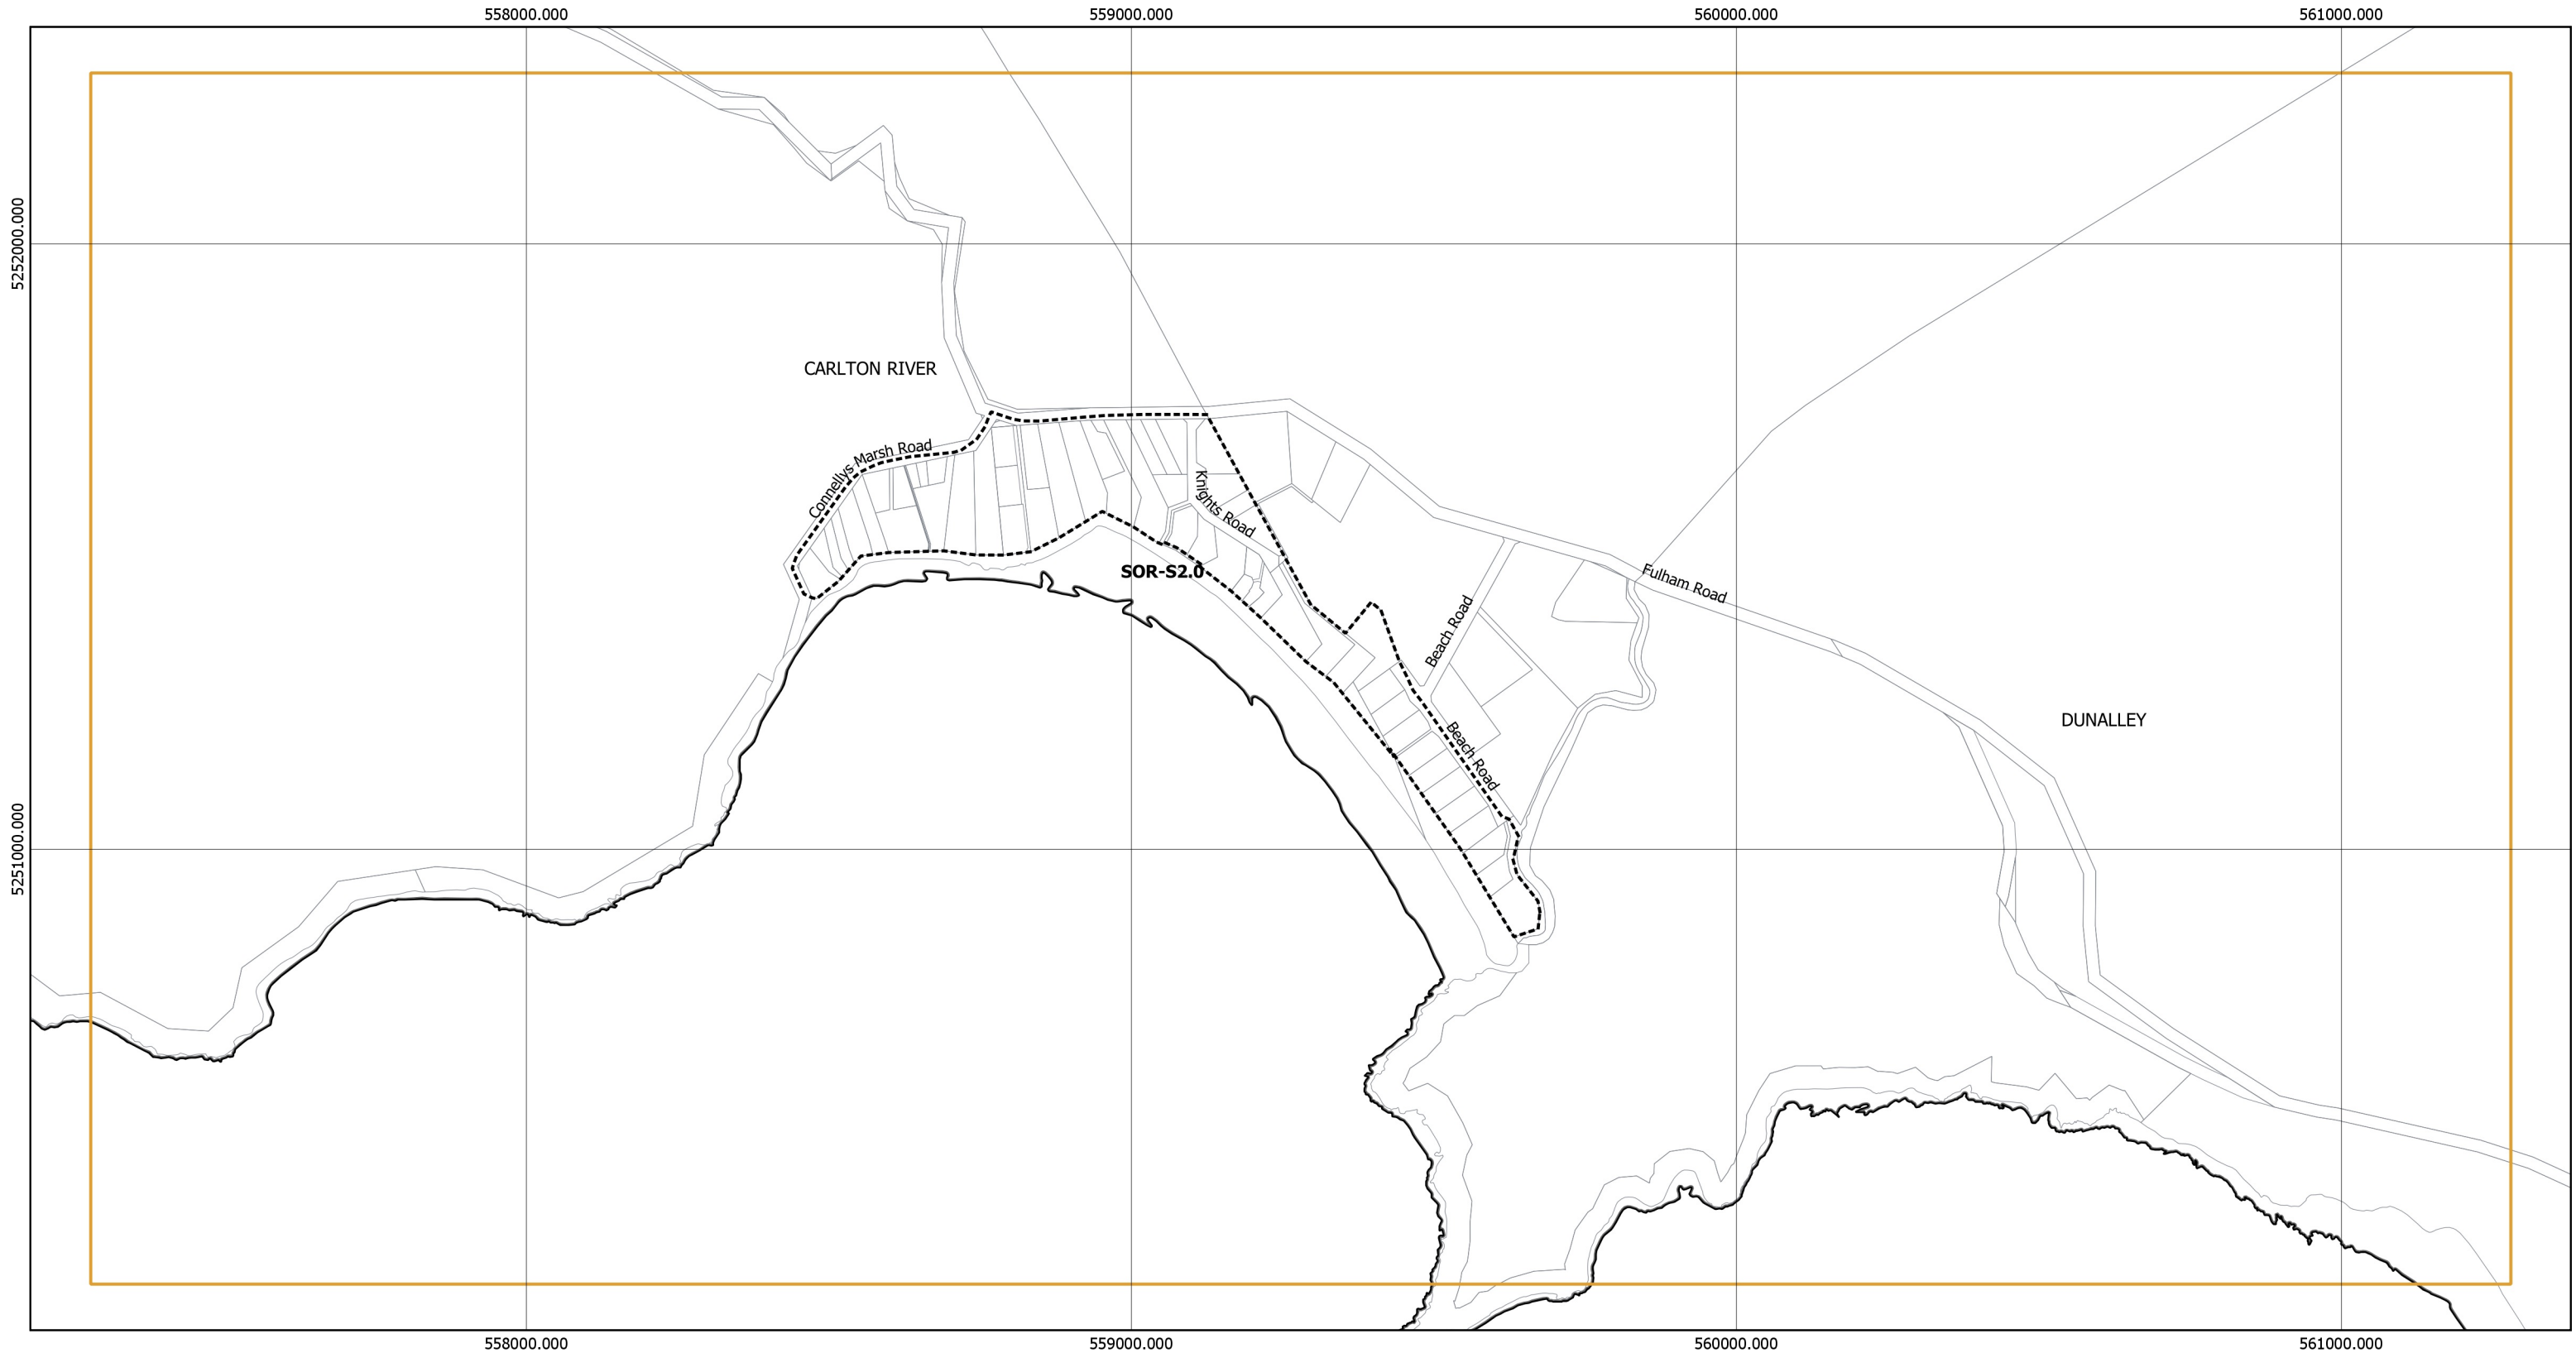 558000.000
559000.000
560000.000
561000.000
5252000.000
CARLTON RIVER
Connellys Marsh Road
Knights Road
SOR-S2.0
Fulham Road
Beach Road
DUNALLEY
Beach Road
5251000.000
558000.000
559000.000
560000.000
561000.000